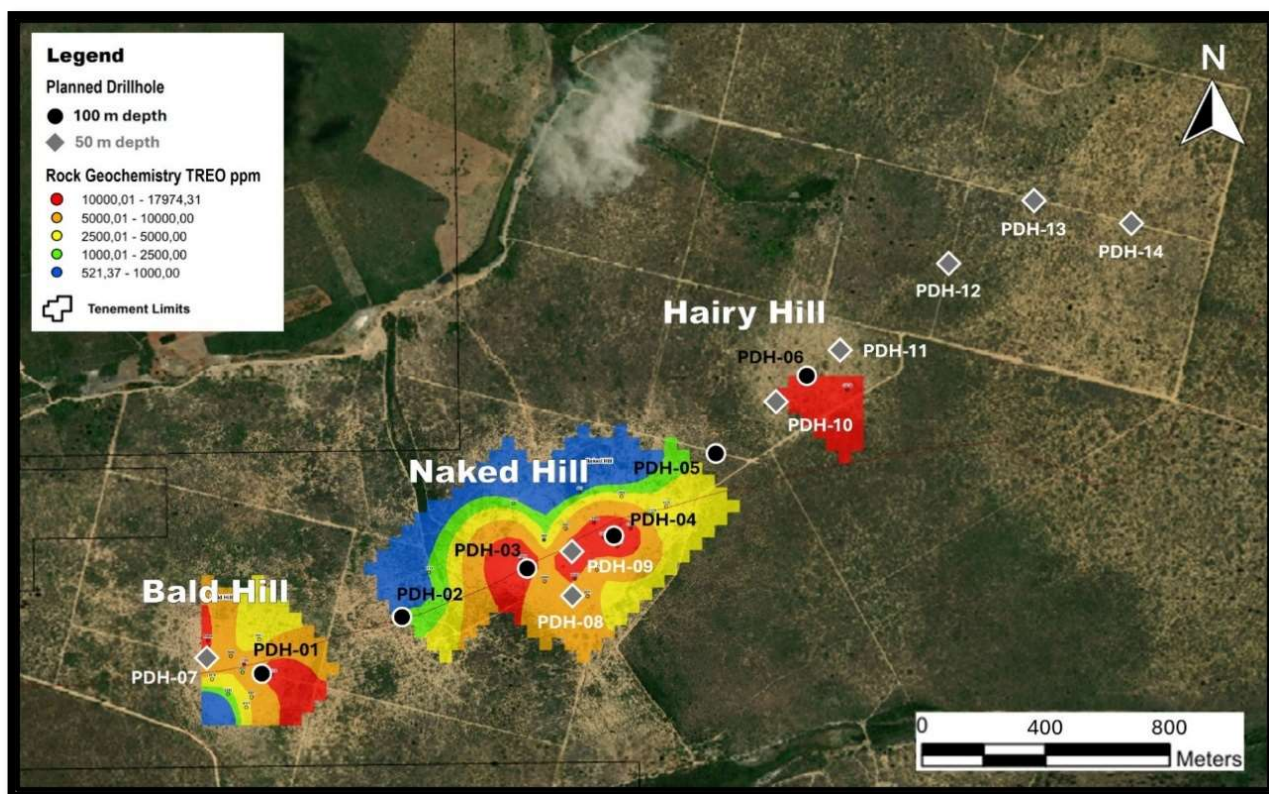 Legend
Planned Drillhole
100 m depth
50 m depth
Rock Geochemistry TREO ppm
10000,01 - 17974,31
5000,01 - 10000,00
2500,01 - 5000,00
1000,01 - 2500,00
521,37 - 1000,00
Tenement Limits
N
PDH-13
PDH-14
PDH-12
Hairy Hill
PDH-11
PDH-06
PDH-10
Naked Hill
PDH-05
PDH-04
PDH-03
PDH-09
PDH-02
PDH-08
Bald Hill
PDH-01
PDH-07
0 400 800
Meters